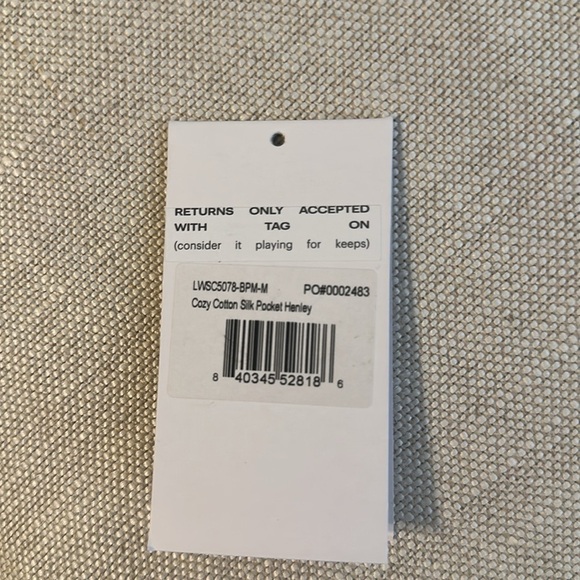 RETURNS ONLY ACCEPTED
WITH TAG ON
(consider it playing for keeps)
LWSC5078-BPM-M PO#0002483
Cozy Cotton Silk Pocket Henley
8 40345 52818 6